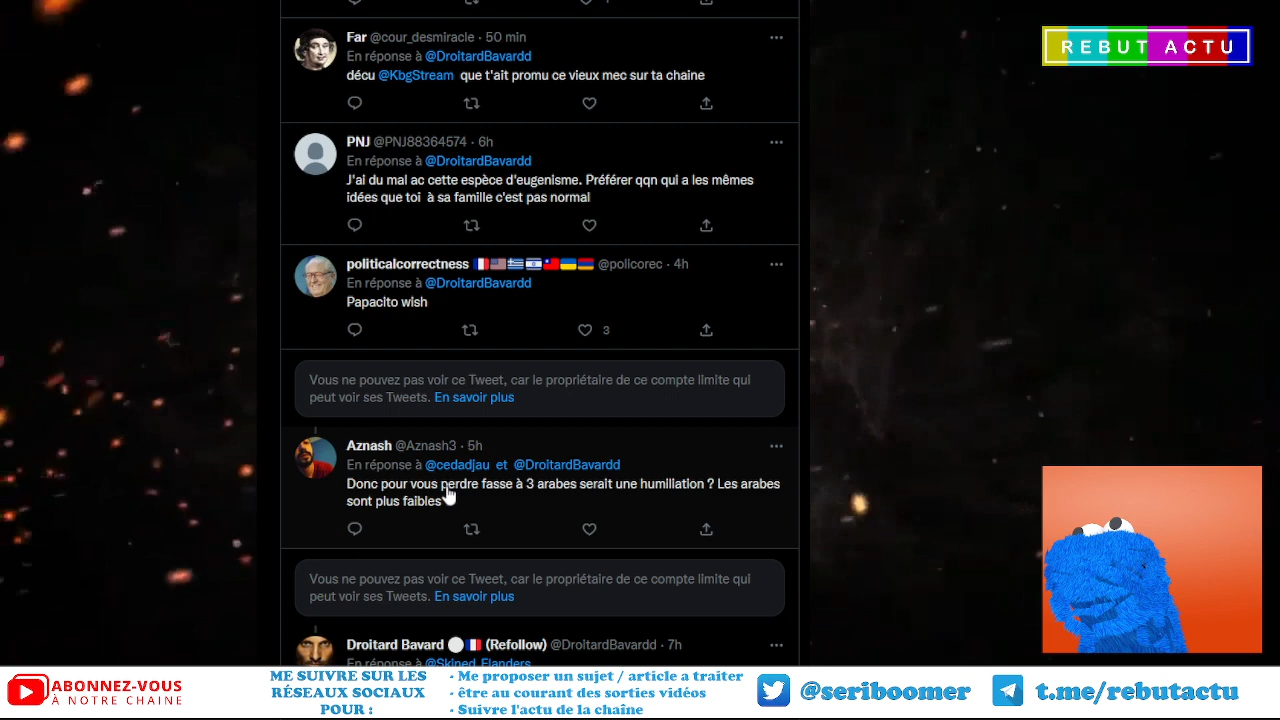 Far @cour_desmiracle · 50 min
En réponse à @DroitardBavardd
décu @KbgStream que t'ait promu ce vieux mec sur ta chaine
REBUT ACTU
PNJ @PNJ88364574 · 6h
En réponse à @DroitardBavardd
J'ai du mal ac cette espèce d'eugenisme. Préférer qqn qui a les mêmes
idées que toi à sa famille c'est pas normal
politicalcorrectness @policorec · 4h
En réponse à @DroitardBavardd
Papacito wish
3
Vous ne pouvez pas voir ce Tweet, car le propriétaire de ce compte limite qui
peut voir ses Tweets. En savoir plus
Aznash @Aznash3 · 5h
En réponse à @cedadjau et @DroitardBavardd
Donc pour vous perdre fasse à 3 arabes serait une humiliation ? Les arabes
sont plus faibles
Vous ne pouvez pas voir ce Tweet, car le propriétaire de ce compte limite qui
peut voir ses Tweets. En savoir plus
Droitard Bavard (Refollow) @DroitardBavardd · 7h
En réponse à @Skined_Flanders
ABONNEZ-VOUS
À NOTRE CHAINE
ME SUIVRE SUR LES
RÉSEAUX SOCIAUX
POUR :
- Me proposer un sujet / article a traiter
- être au courant des sorties vidéos
- Suivre l'actu de la chaîne
@seriboomer
t.me/rebutactu